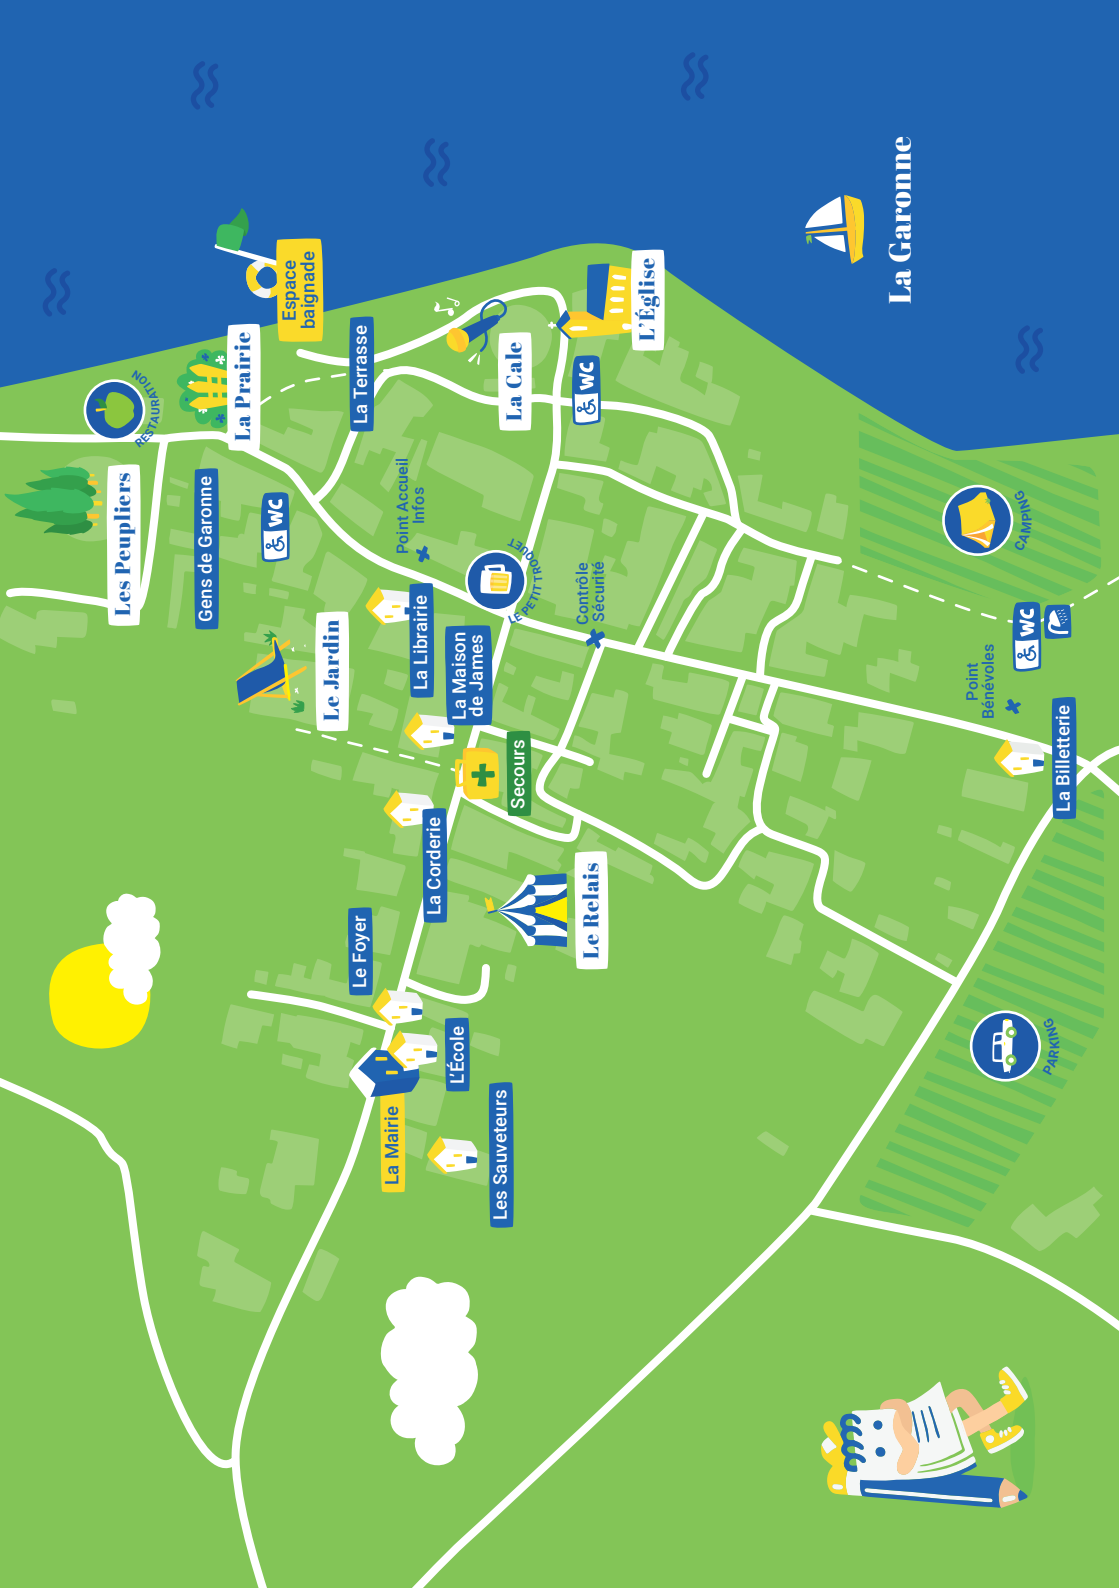 La Garonne
Espace
baignade
La Prairie
RESTAURATION
La Terrasse
La Cale
L'Église
WC
Les Peupliers
Gens de Garonne
WC
Point Accueil
Infos
LE PETIT TROQUET
Contrôle
Sécurité
CAMPING
Le Jardin
La Librairie
La Maison
de James
WC
Point
Bénévoles
La Billetterie
Secours
La Corderie
Le Relais
Le Foyer
L'École
La Mairie
Les Sauveteurs
PARKING